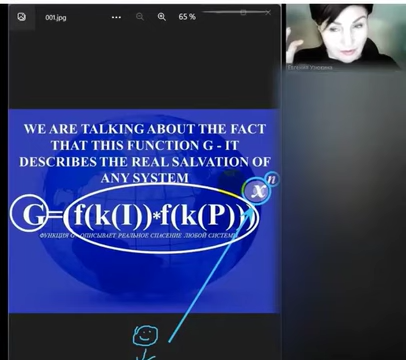 001.jpg
65 %
WE ARE TALKING ABOUT THE FACT
THAT THIS FUNCTION G - IT
DESCRIBES THE REAL SALVATION OF
ANY SYSTEM
xⁿ
G=(f(k(I))*f(k(P)))
ФУНКЦИЯ G - ОПИСЫВАЕТ РЕАЛЬНОЕ СПАСЕНИЕ ЛЮБОЙ СИСТЕМЫ